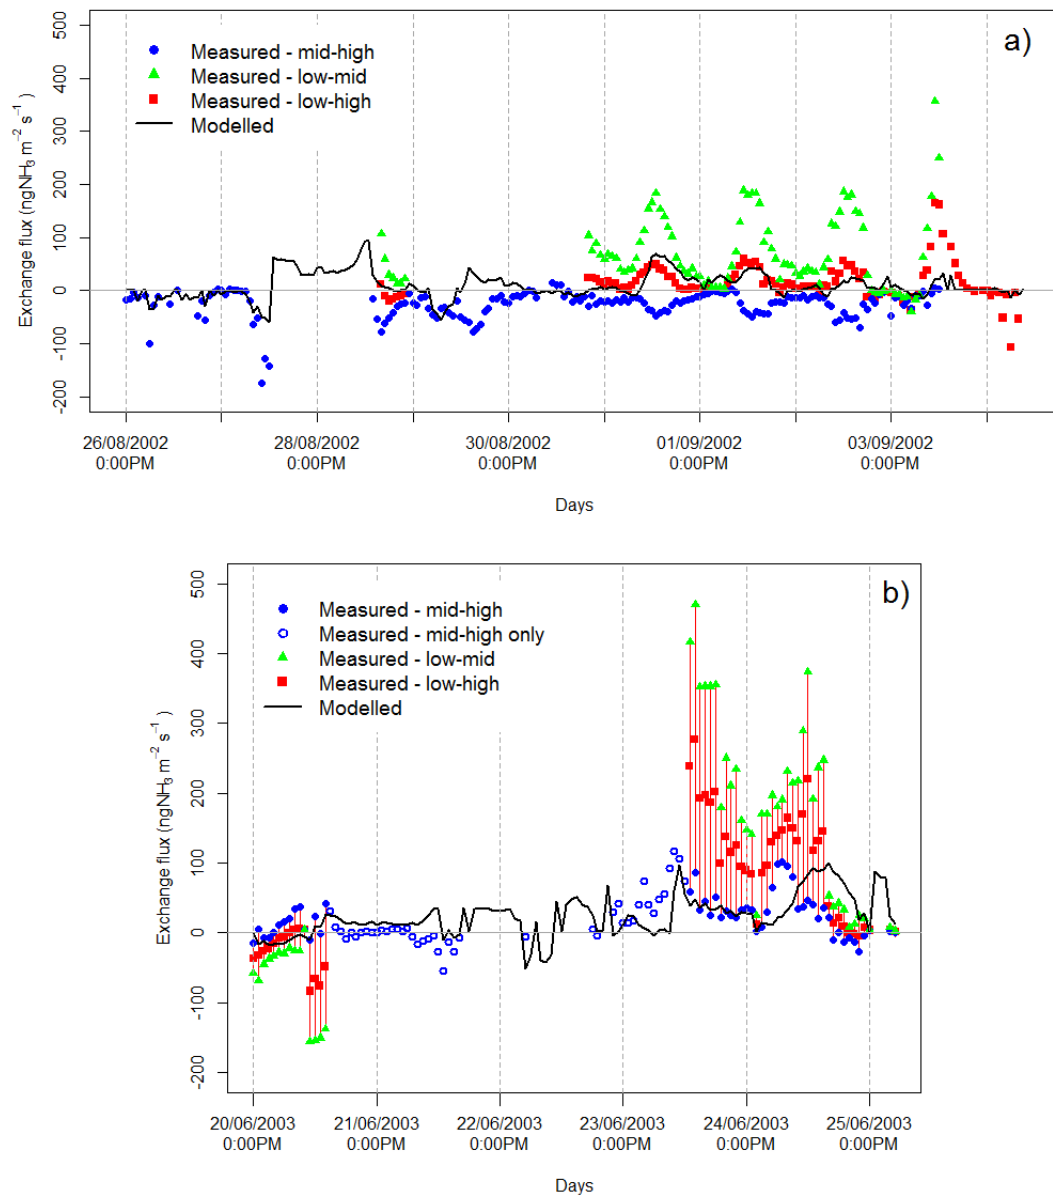 a)
500
400
300
200
100
0
-100
-200
Exchange flux (ngNH₃ m⁻² s⁻¹ )
Measured - mid-high
Measured - low-mid
Measured - low-high
Modelled
26/08/2002 28/08/2002 30/08/2002 01/09/2002 03/09/2002
0:00PM 0:00PM 0:00PM 0:00PM 0:00PM
Days
b)
500
400
300
200
100
0
-100
-200
Exchange flux (ngNH₃ m⁻² s⁻¹ )
Measured - mid-high
Measured - mid-high only
Measured - low-mid
Measured - low-high
Modelled
20/06/2003 21/06/2003 22/06/2003 23/06/2003 24/06/2003 25/06/2003
0:00PM 0:00PM 0:00PM 0:00PM 0:00PM 0:00PM
Days